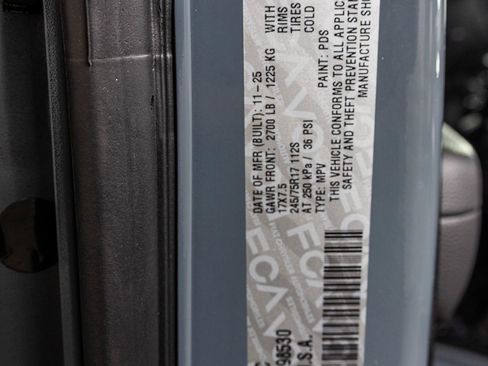 DATE OF MFR (BUILT): 11-25
GAWR FRONT: 2700 LB / 1225 KG WITH
17X7.5 RIMS
245/75R17 112S TIRES
AT 250 kPa / 36 PSI COLD
TYPE: MPV PAINT: PDS
THIS VEHICLE CONFORMS TO ALL APPLIC
SAFETY AND THEFT PREVENTION STAN
MANUFACTURE SH
98530
.S.A.